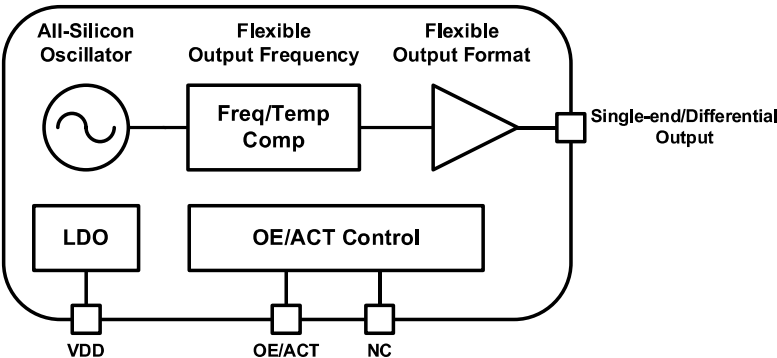 All-Silicon
Oscillator
Flexible
Output Frequency
Flexible
Output Format
Freq/Temp
Comp
Single-end/Differential
Output
LDO
OE/ACT Control
VDD
OE/ACT
NC